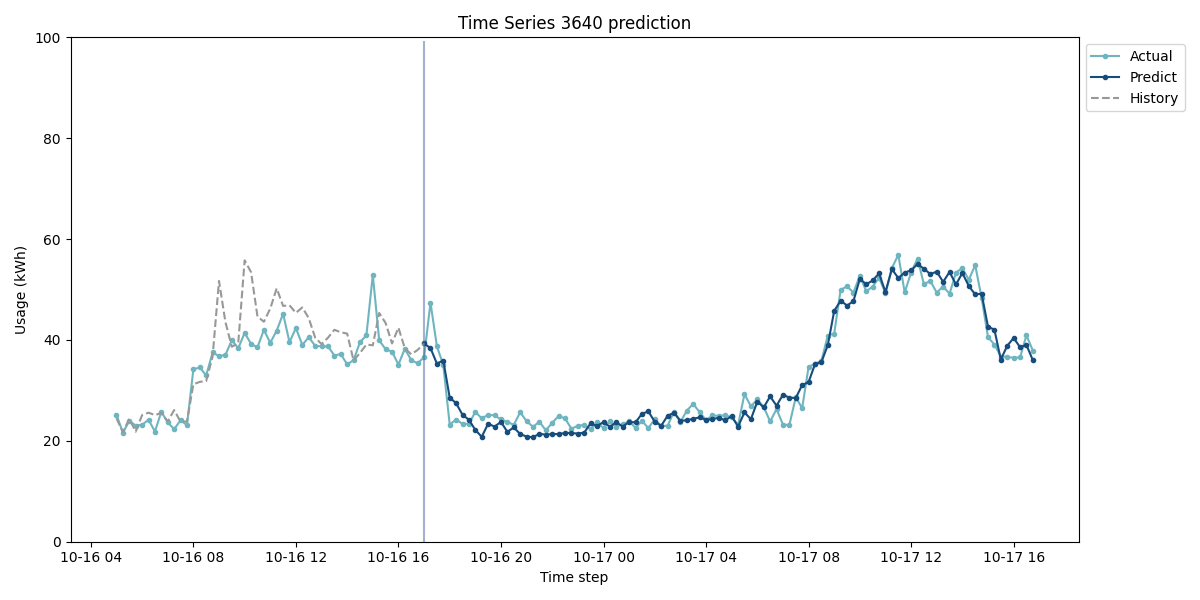 Time Series 3640 prediction
100
80
60
40
20
0
Usage (kWh)
10-16 04
10-16 08
10-16 12
10-16 16
10-16 20
10-17 00
10-17 04
10-17 08
10-17 12
10-17 16
Time step
Actual
Predict
History